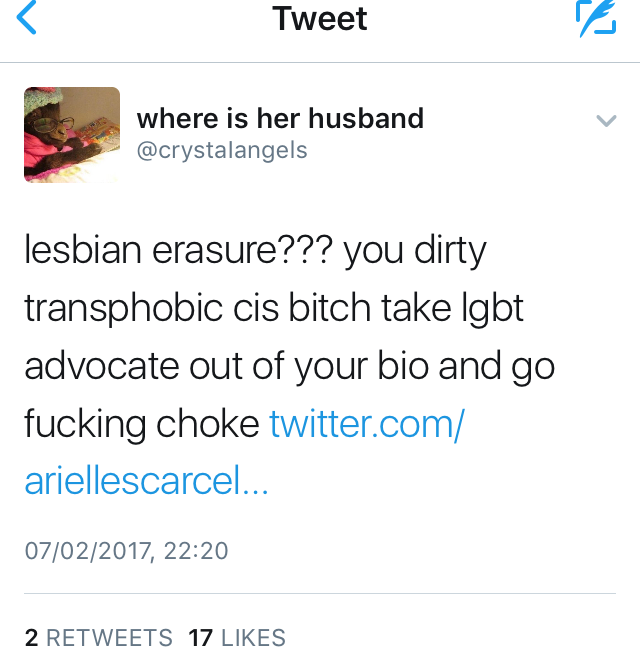 Tweet
where is her husband
@crystalangels
lesbian erasure??? you dirty
transphobic cis bitch take lgbt
advocate out of your bio and go
fucking choke twitter.com/
ariellescarcel...
07/02/2017, 22:20
2 RETWEETS 17 LIKES